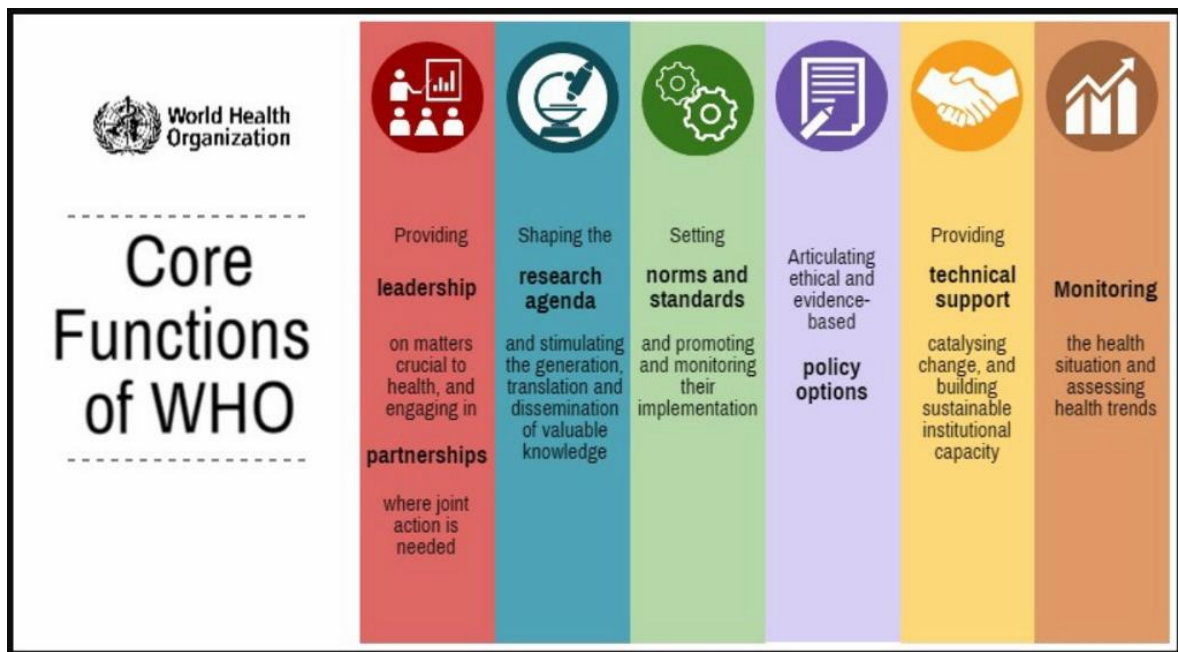 World Health
Organization
Core
Functions
of WHO
Providing
leadership
on matters
crucial to
health, and
engaging in
partnerships
where joint
action is
needed
Shaping the
research
agenda
and stimulating
the generation,
translation and
dissemination
of valuable
knowledge
Setting
norms and
standards
and promoting
and monitoring
their
implementation
Articulating
ethical and
evidence-
based
policy
options
Providing
technical
support
catalysing
change, and
building
sustainable
institutional
capacity
Monitoring
the health
situation and
assessing
health trends